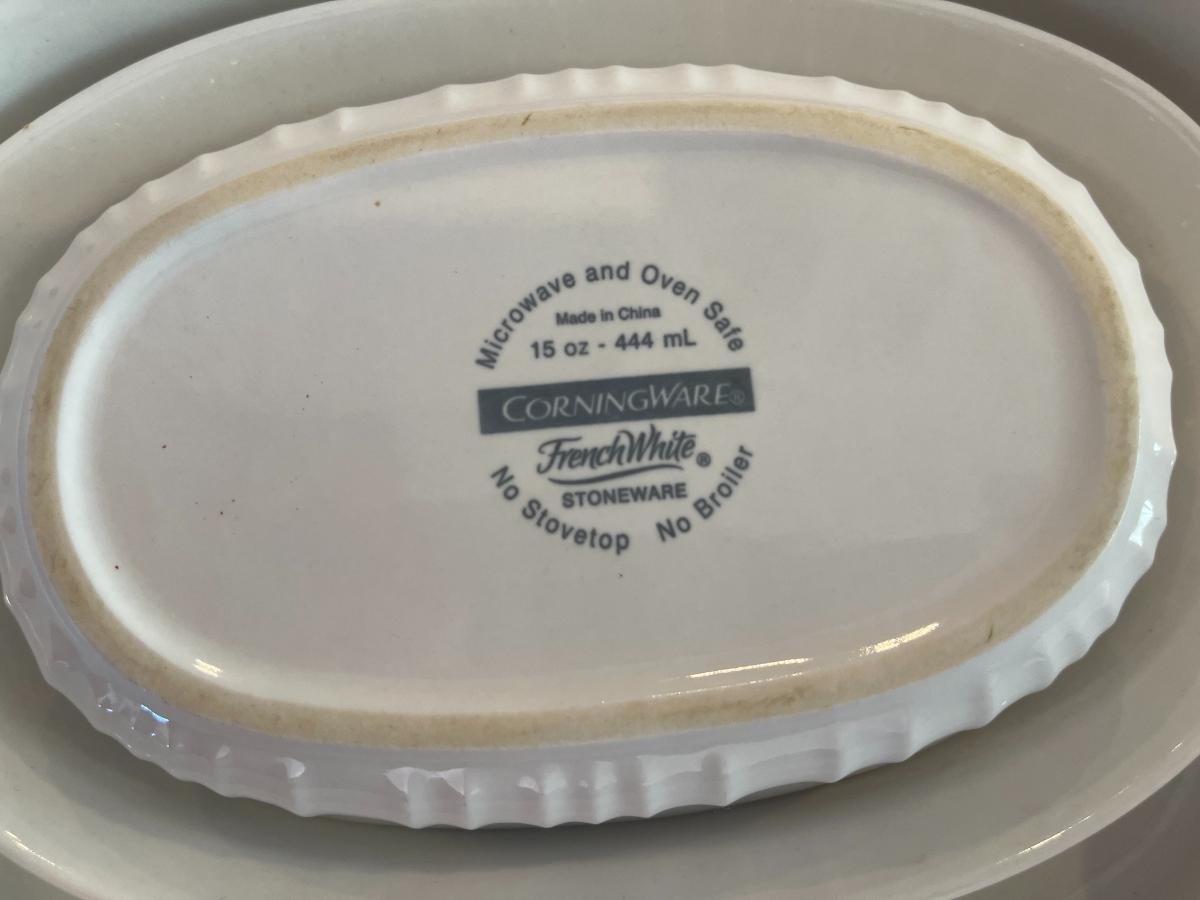 Microwave and Oven Safe
Made in China
15 oz - 444 mL
CORNINGWARE®
FrenchWhite®
STONEWARE
No Stovetop No Broiler